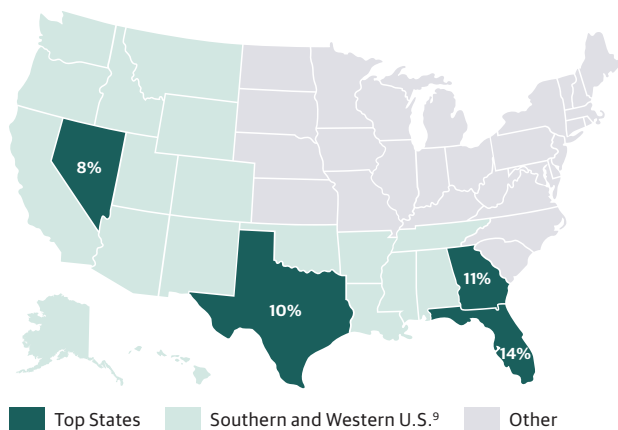 8%
11%
10%
14%
Top States
Southern and Western U.S.⁹
Other